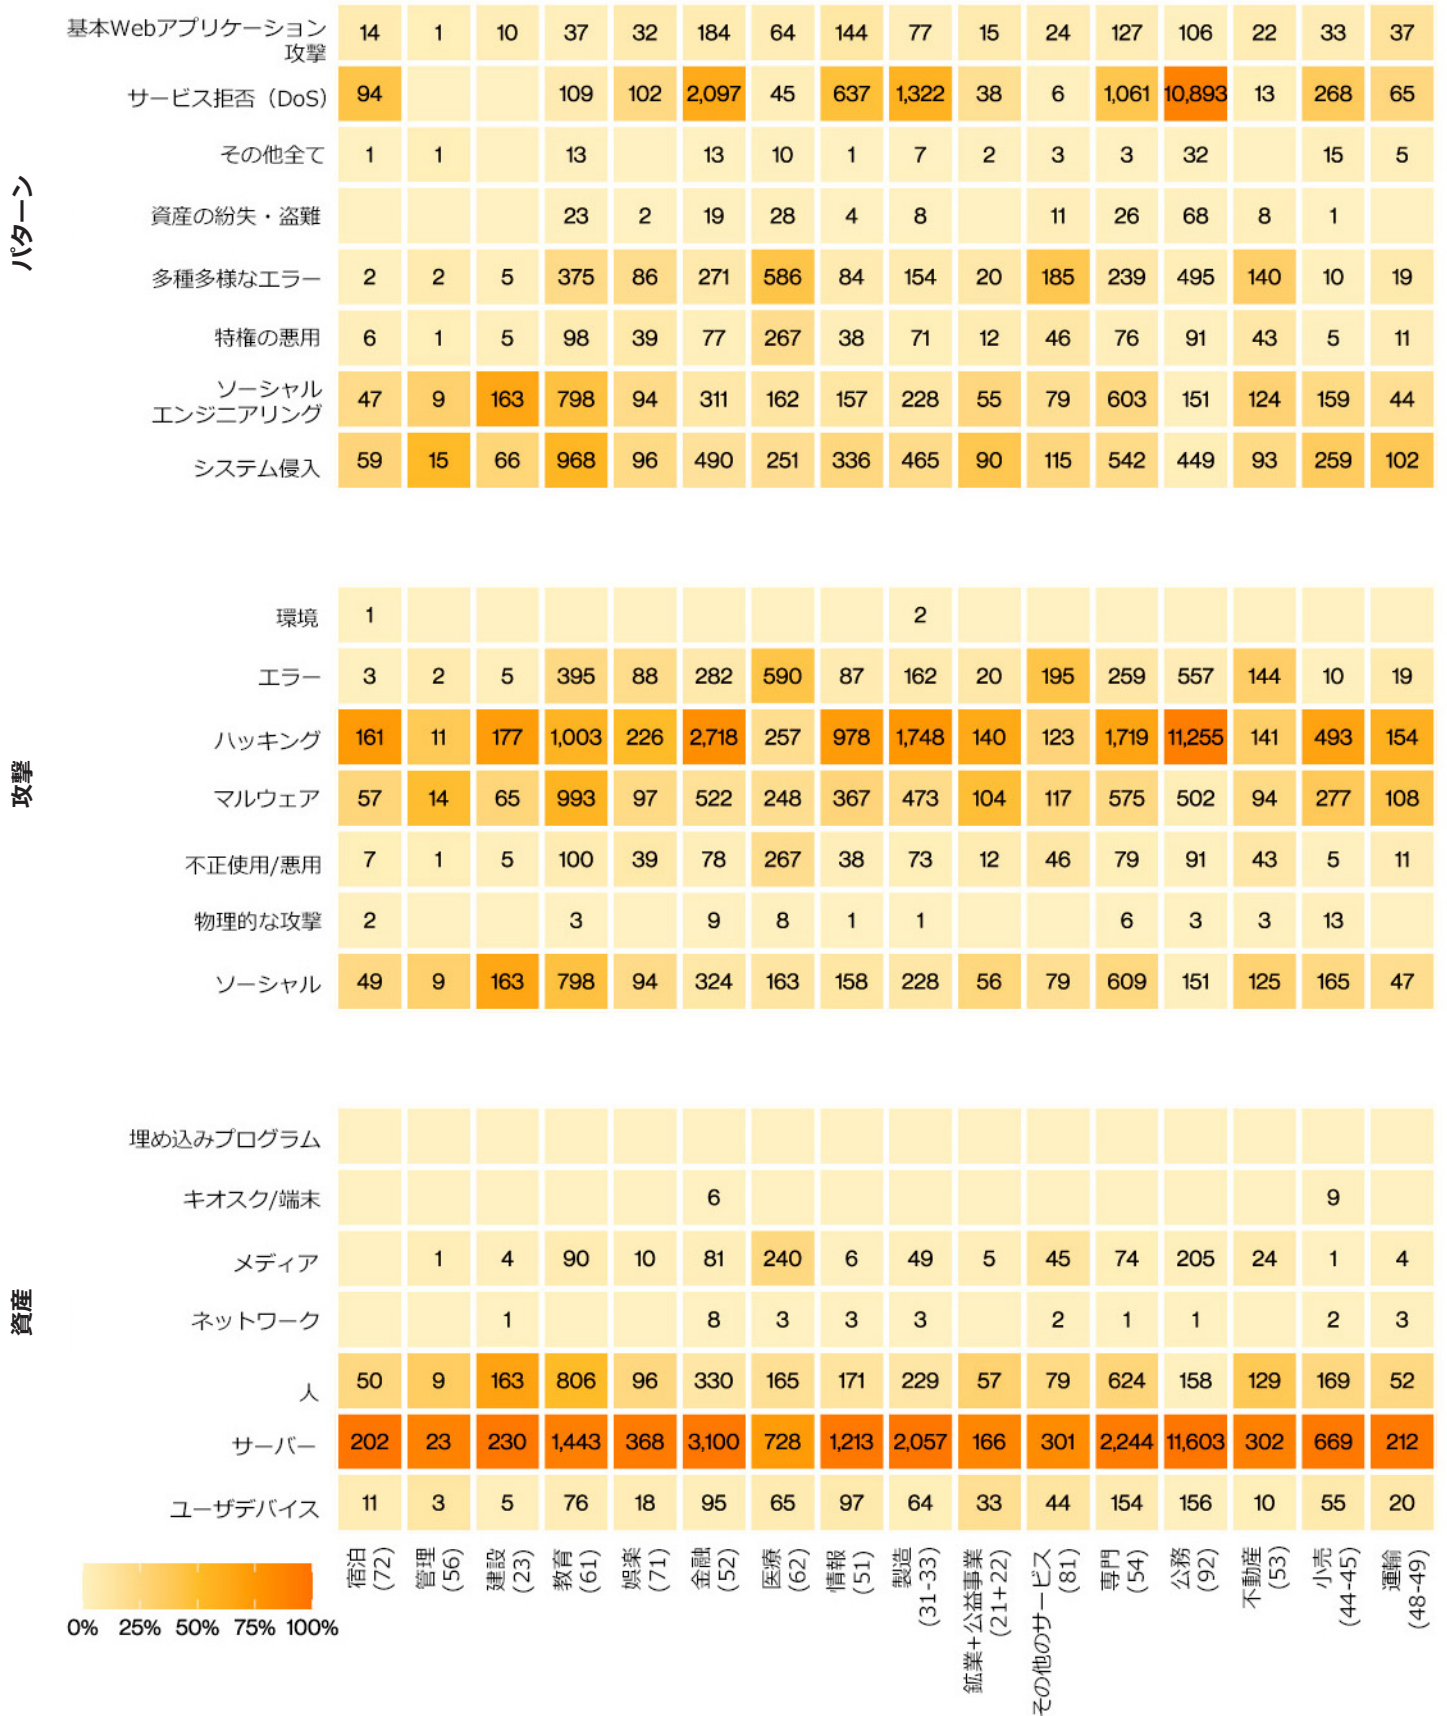 パターン
基本Webアプリケーション
攻撃
14 1 10 37 32 184 64 144 77 15 24 127 106 22 33 37
サービス拒否（DoS） 94 109 102 2,097 45 637 1,322 38 6 1,061 10,893 13 268 65
その他全て 1 1 13 13 10 1 7 2 3 3 32 15 5
資産の紛失・盗難 23 2 19 28 4 8 11 26 68 8 1
多種多様なエラー 2 2 5 375 86 271 586 84 154 20 185 239 495 140 10 19
特権の悪用 6 1 5 98 39 77 267 38 71 12 46 76 91 43 5 11
ソーシャル
エンジニアリング
47 9 163 798 94 311 162 157 228 55 79 603 151 124 159 44
システム侵入 59 15 66 968 96 490 251 336 465 90 115 542 449 93 259 102
攻撃
環境 1 2
エラー 3 2 5 395 88 282 590 87 162 20 195 259 557 144 10 19
ハッキング 161 11 177 1,003 226 2,718 257 978 1,748 140 123 1,719 11,255 141 493 154
マルウェア 57 14 65 993 97 522 248 367 473 104 117 575 502 94 277 108
不正使用/悪用 7 1 5 100 39 78 267 38 73 12 46 79 91 43 5 11
物理的な攻撃 2 3 9 8 1 1 6 3 3 13
ソーシャル 49 9 163 798 94 324 163 158 228 56 79 609 151 125 165 47
資産
埋め込みプログラム
キオスク/端末 6 9
メディア 1 4 90 10 81 240 6 49 5 45 74 205 24 1 4
ネットワーク 1 8 3 3 3 2 1 1 2 3
人 50 9 163 806 96 330 165 171 229 57 79 624 158 129 169 52
サーバー 202 23 230 1,443 368 3,100 728 1,213 2,057 166 301 2,244 11,603 302 669 212
ユーザデバイス 11 3 5 76 18 95 65 97 64 33 44 154 156 10 55 20
0% 25% 50% 75% 100%
宿泊
(72)
管理
(56)
建設
(23)
教育
(61)
娯楽
(71)
金融
(52)
医療
(62)
情報
(51)
製造
(31-33)
鉱業+公益事業
(21+22)
その他のサービス
(81)
専門
(54)
公務
(92)
不動産
(53)
小売
(44-45)
運輸
(48-49)